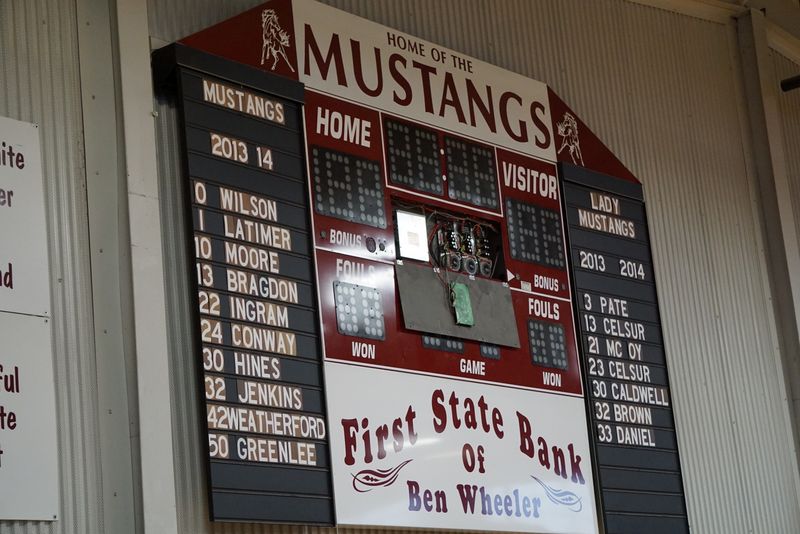 HOME OF THE
MUSTANGS
MUSTANGS
2013 14
0 WILSON
1 LATIMER
10 MOORE
13 BRAGDON
22 INGRAM
24 CONWAY
30 HINES
32 JENKINS
42WEATHERFORD
50 GREENLEE
HOME
VISITOR
BONUS
BONUS
FOULS
FOULS
WON
GAME
WON
First State Bank
Of
Ben Wheeler
LADY
MUSTANGS
2013 2014
3 PATE
13 CELSUR
21 MC DY
23 CELSUR
30 CALDWELL
32 BROWN
33 DANIEL